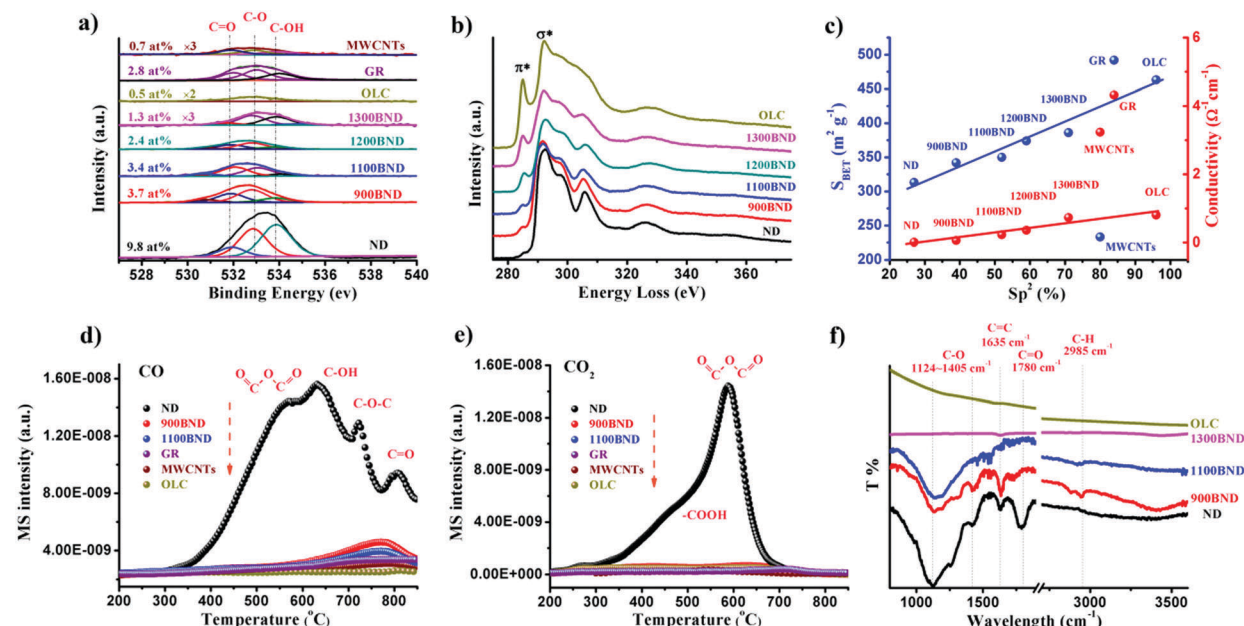 a)
C=O
C-O
C-OH
0.7 at% ×3
MWCNTs
2.8 at%
GR
0.5 at% ×2
OLC
1.3 at% ×3
1300BND
2.4 at%
1200BND
3.4 at%
1100BND
3.7 at%
900BND
9.8 at%
ND
Intensity (a.u.)
528 530 532 534 536 538 540
Binding Energy (ev)
b)
π*
σ*
OLC
1300BND
1200BND
1100BND
900BND
ND
Intensity (a.u.)
280 300 320 340 360
Energy Loss (eV)
c)
500
475
450
425
400
375
350
325
300
275
250
225
200
S_BET (m² g⁻¹)
GR
OLC
1300BND
1200BND
1100BND
900BND
ND
GR
MWCNTs
OLC
1300BND
1200BND
1100BND
900BND
ND
MWCNTs
6
4
2
0
Conductivity (Ω⁻¹ cm⁻¹)
20 30 40 50 60 70 80 90 100
Sp² (%)
d)
CO
O C O C O
C-OH
C-O-C
C=O
ND
900BND
1100BND
GR
MWCNTs
OLC
1.60E-008
1.20E-008
8.00E-009
4.00E-009
MS intensity (a.u.)
200 300 400 500 600 700 800
Temperature (°C)
e)
CO₂
O C O C O
-COOH
ND
900BND
1100BND
GR
MWCNTs
OLC
1.60E-008
1.20E-008
8.00E-009
4.00E-009
0.00E+000
MS intensity (a.u.)
200 300 400 500 600 700 800
Temperature (°C)
f)
C=C
1635 cm⁻¹
C-H
2985 cm⁻¹
C-O
1124~1405 cm⁻¹
C=O
1780 cm⁻¹
OLC
1300BND
1100BND
900BND
ND
T %
1000 1500 3000 3500
Wavelength (cm⁻¹)